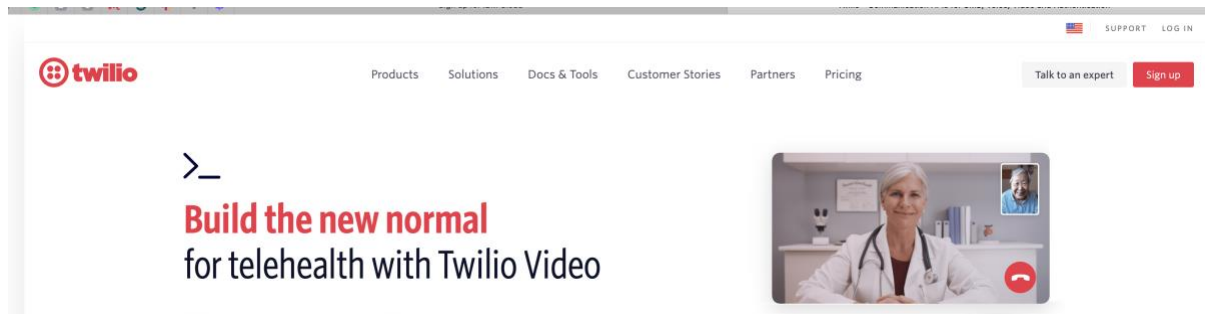 SUPPORT LOG IN
twilio Products Solutions Docs & Tools Customer Stories Partners Pricing Talk to an expert Sign up
>_
Build the new normal
for telehealth with Twilio Video